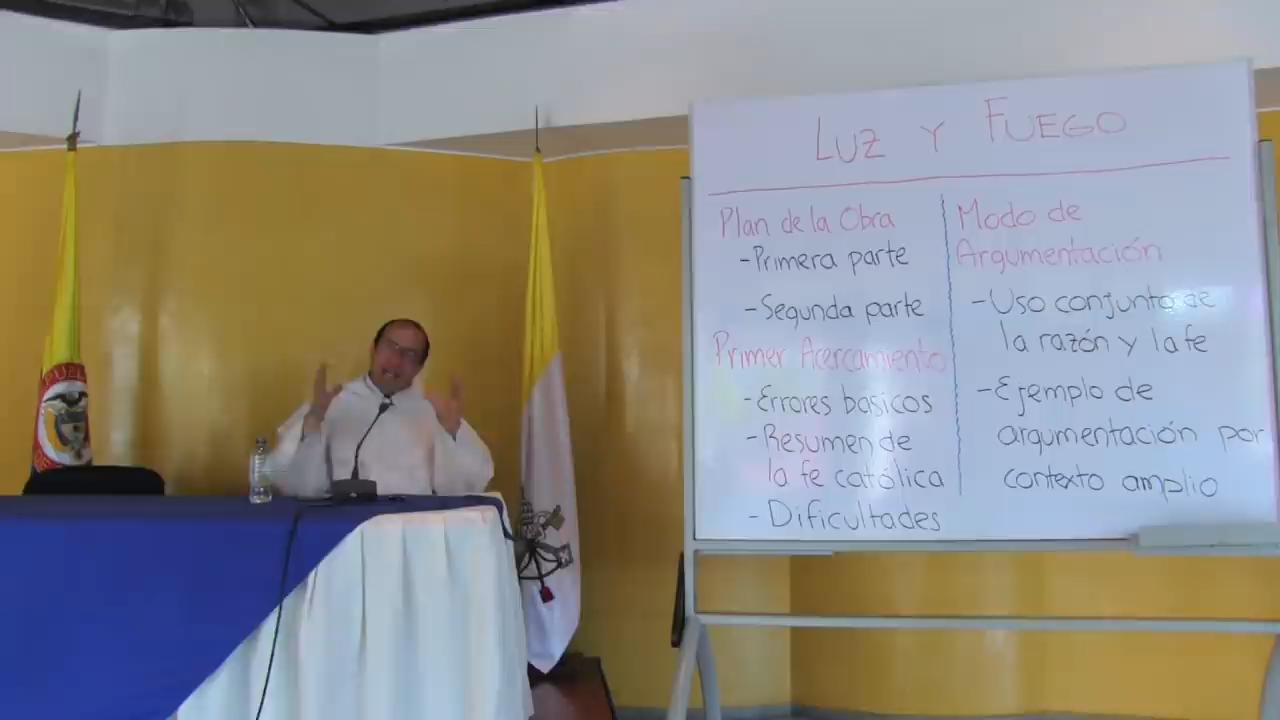 LUZ Y FUEGO
Plan de la Obra
-Primera parte
-Segunda parte
Primer Acercamiento
-Errores basicos
-Resumen de
la fe católica
-Dificultades
Modo de
Argumentación
-Uso conjunto de
la razón y la fe
-Ejemplo de
argumentación por
contexto amplio